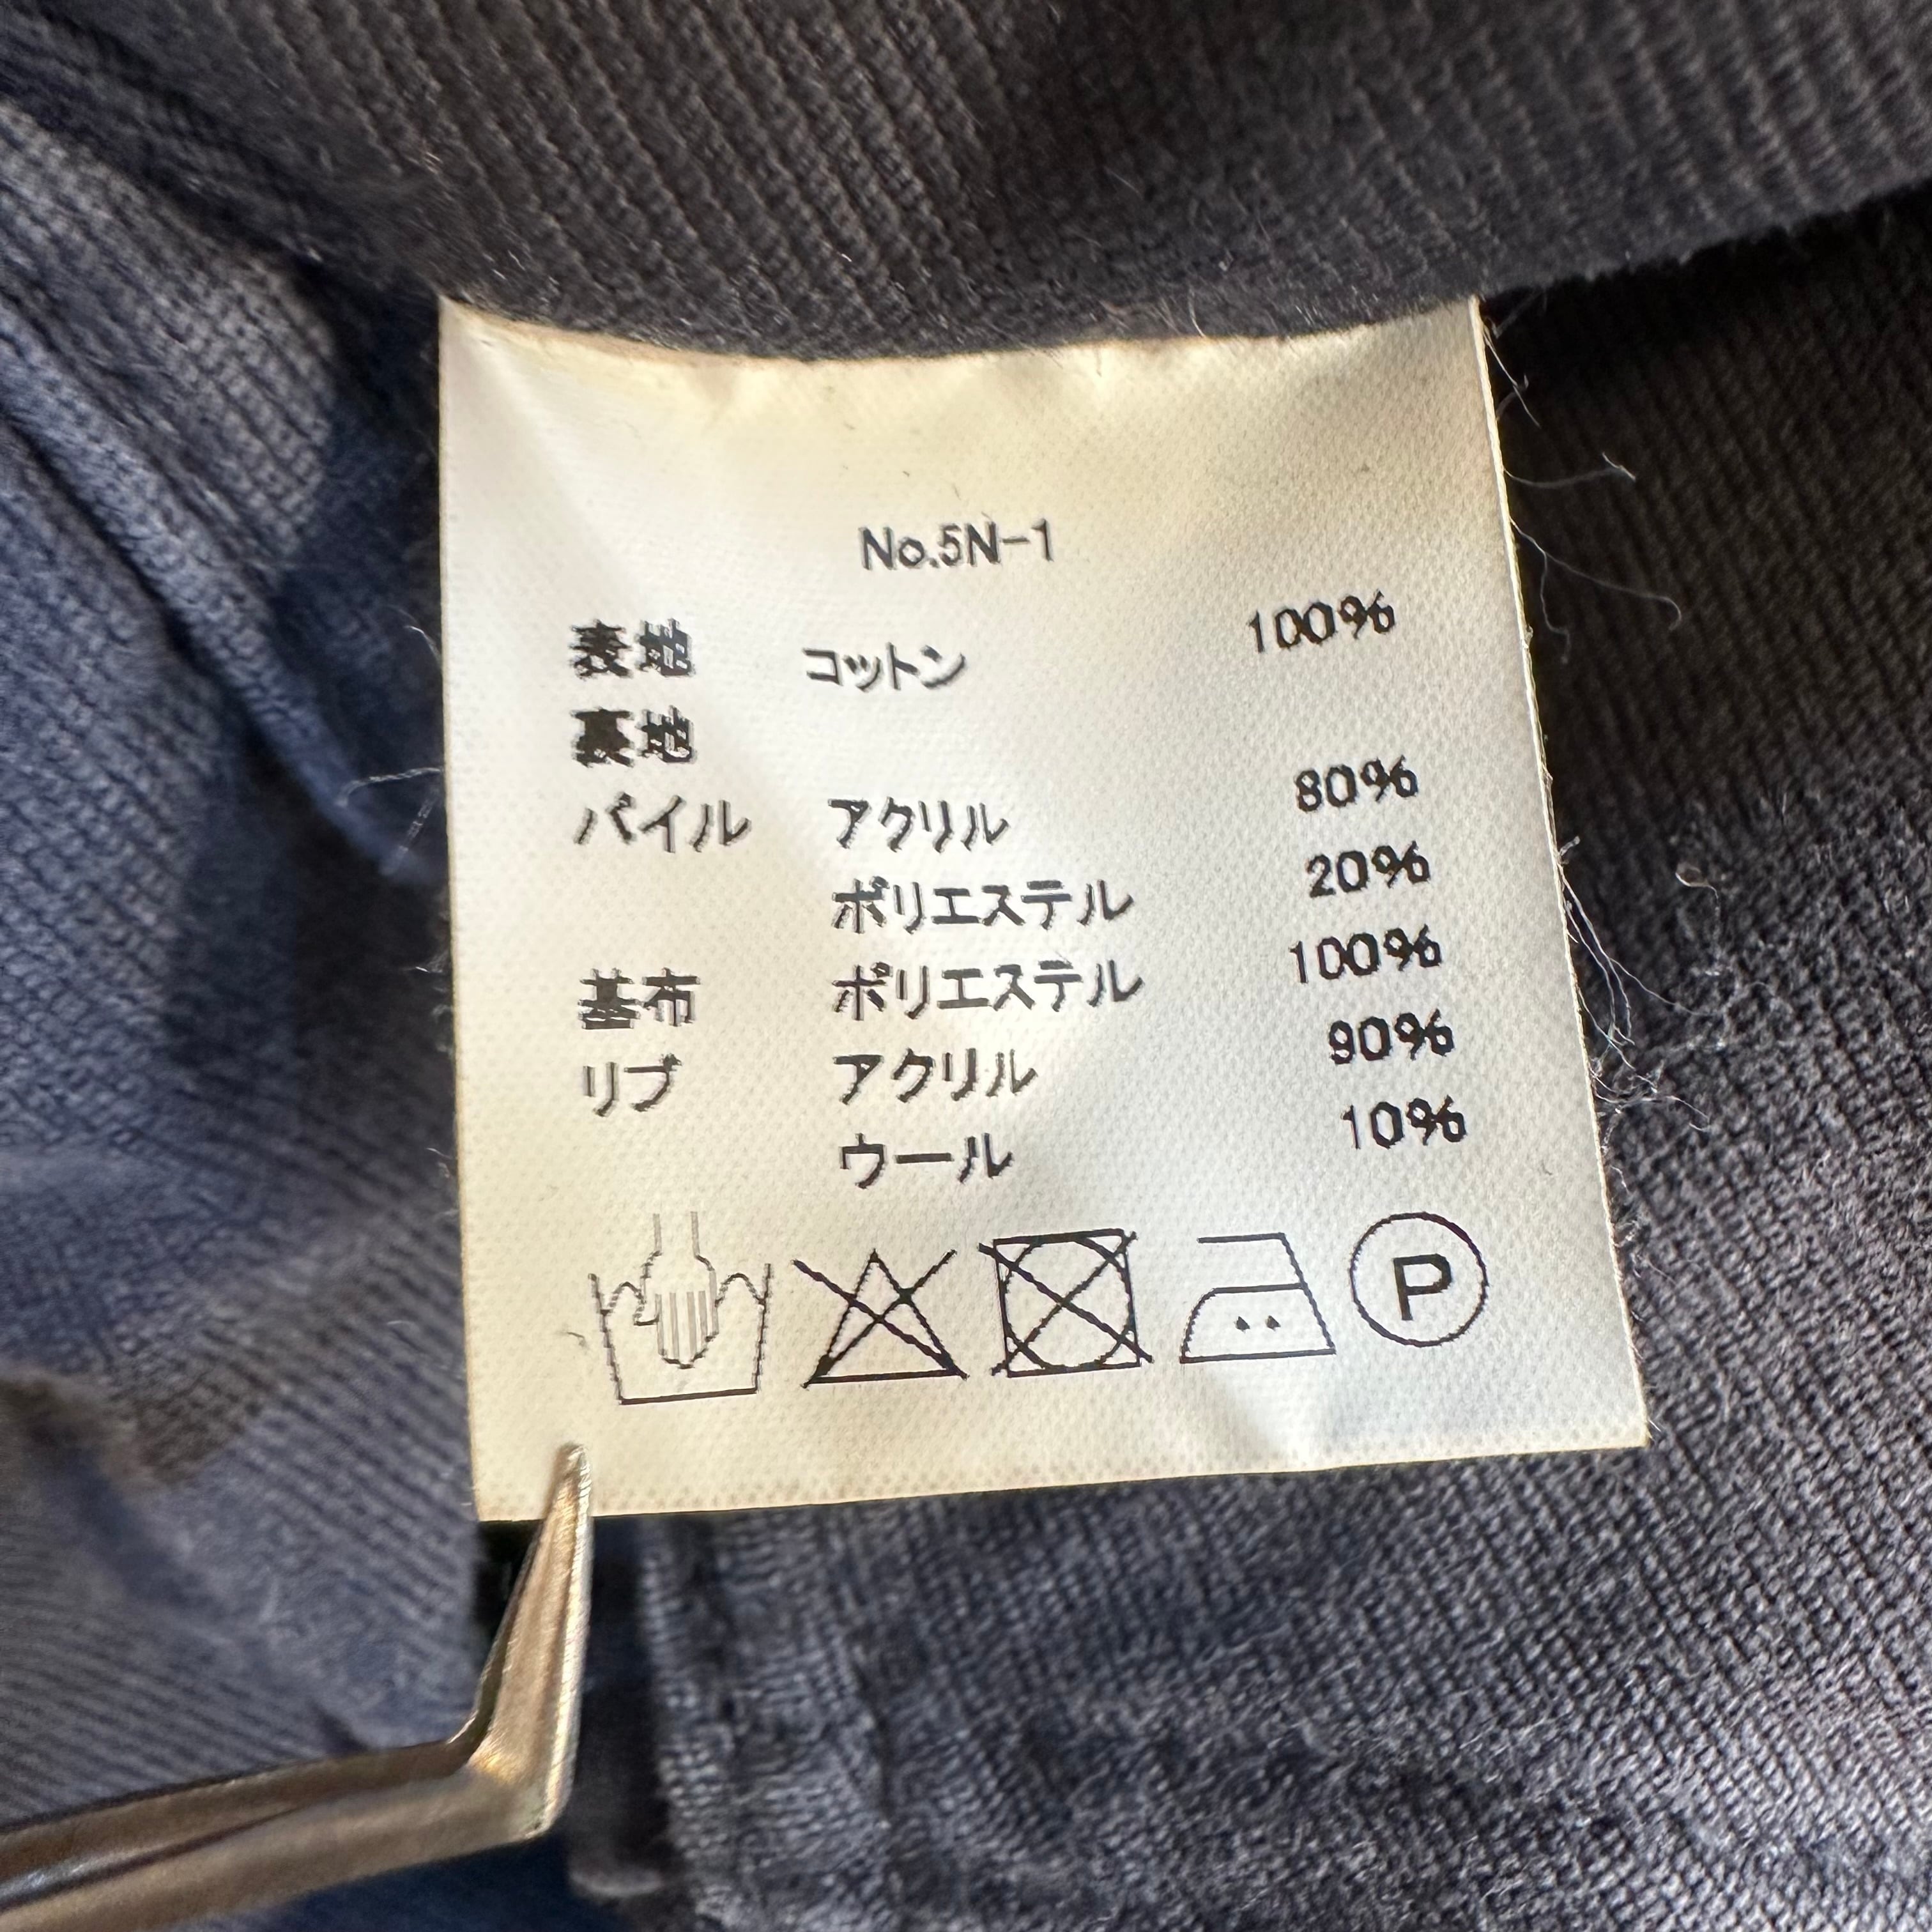 No.5N-1
表地 コットン 100%
裏地
パイル アクリル 80%
ポリエステル 20%
基布 ポリエステル 100%
リブ アクリル 90%
ウール 10%
P